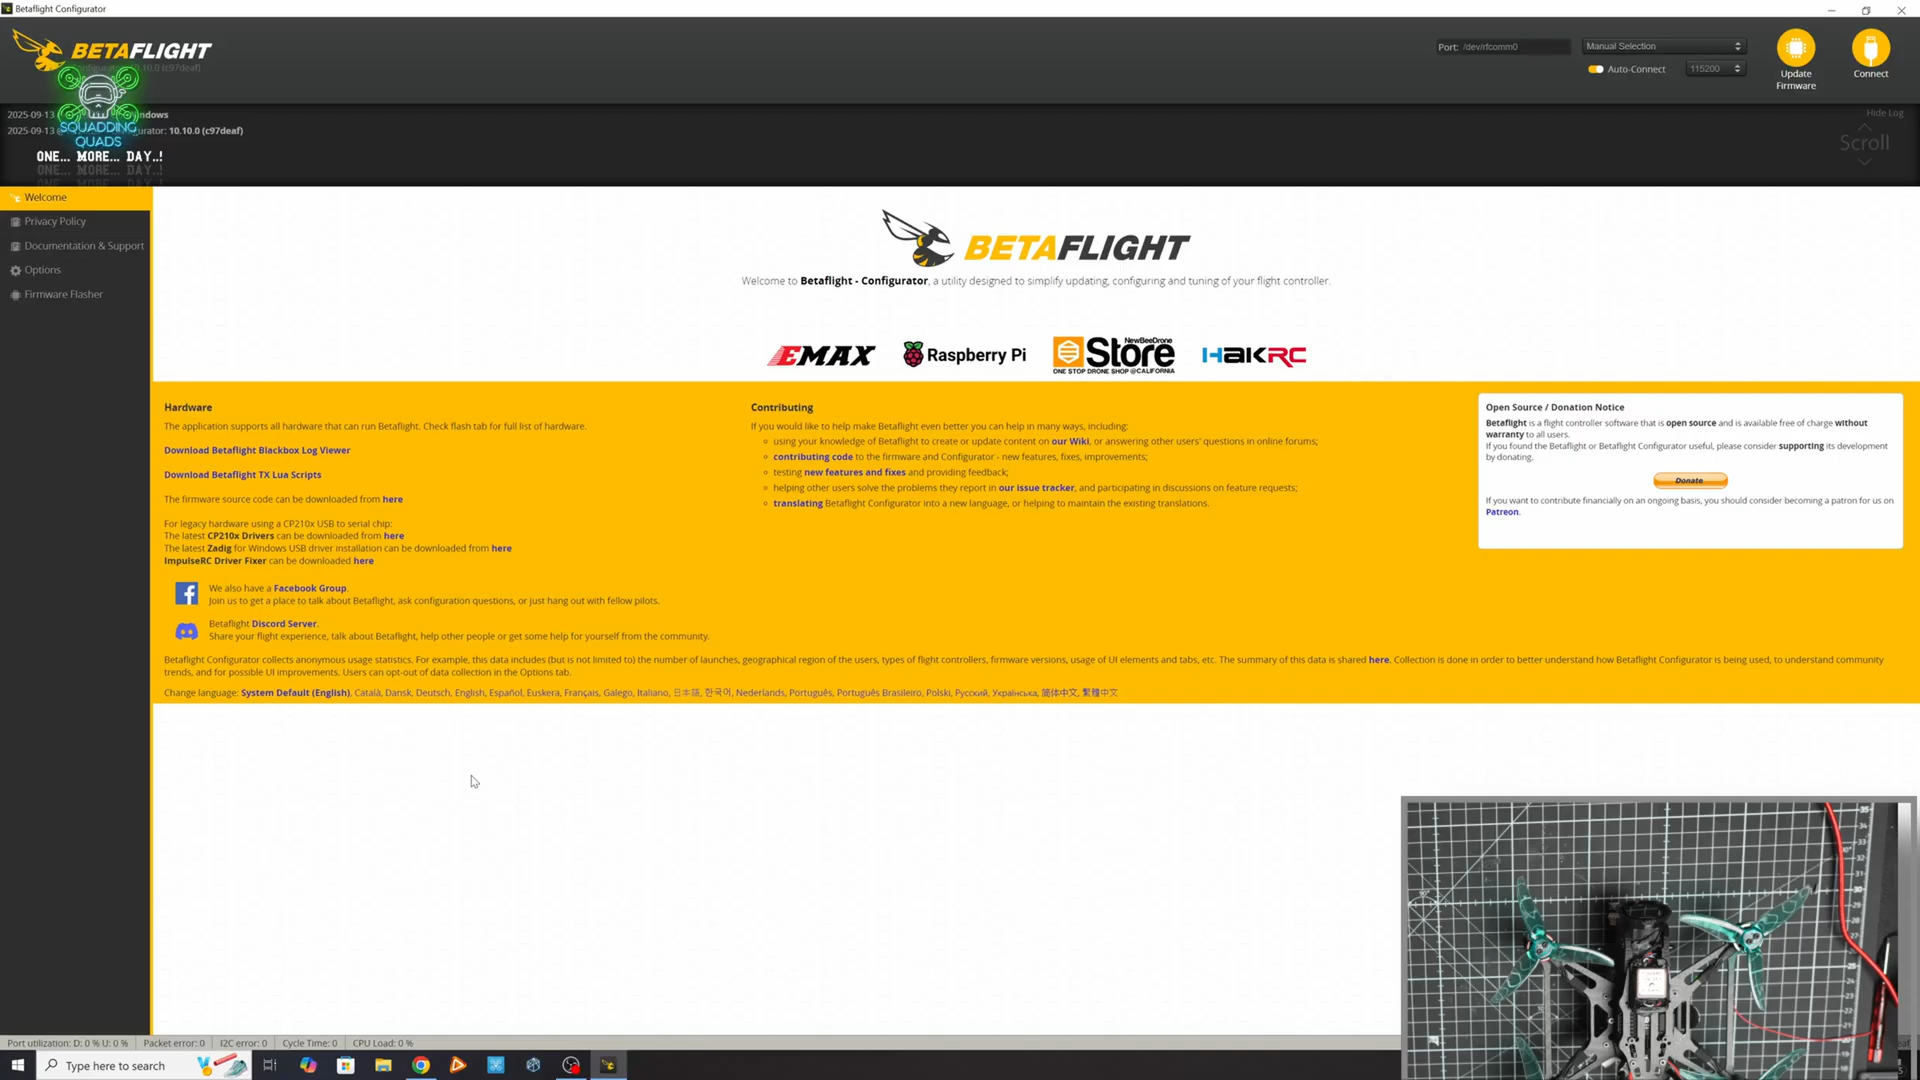 Betaflight Configurator
BETAFLIGHT
10.10.0 (c97deaf)
Port: /dev/rfcomm0
Manual Selection
Auto-Connect
115200
Update
Firmware
Connect
Hide Log
Scroll
2025-09-13
2025-09-13
10.10.0 (c97deaf)
SQUADDING
QUADS
ONE... MORE... DAY..!
Welcome
Privacy Policy
Documentation & Support
Options
Firmware Flasher
BETAFLIGHT
Welcome to Betaflight - Configurator, a utility designed to simplify updating, configuring and tuning of your flight controller.
EMAX
Raspberry Pi
NewBeeDrone
Store
ONE STOP DRONE SHOP @CALIFORNIA
HAKRC
Hardware
The application supports all hardware that can run Betaflight. Check flash tab for full list of hardware.
Download Betaflight Blackbox Log Viewer
Download Betaflight TX Lua Scripts
The firmware source code can be downloaded from here
For legacy hardware using a CP210x USB to serial chip:
The latest CP210x Drivers can be downloaded from here
The latest Zadig for Windows USB driver installation can be downloaded from here
ImpulseRC Driver Fixer can be downloaded here
We also have a Facebook Group.
Join us to get a place to talk about Betaflight, ask configuration questions, or just hang out with fellow pilots.
Betaflight Discord Server.
Share your flight experience, talk about Betaflight, help other people or get some help for yourself from the community.
Contributing
If you would like to help make Betaflight even better you can help in many ways, including:
using your knowledge of Betaflight to create or update content on our Wiki, or answering other users' questions in online forums;
contributing code to the firmware and Configurator - new features, fixes, improvements;
testing new features and fixes and providing feedback;
helping other users solve the problems they report in our issue tracker, and participating in discussions on feature requests;
translating Betaflight Configurator into a new language, or helping to maintain the existing translations.
Open Source / Donation Notice
Betaflight is a flight controller software that is open source and is available free of charge without
warranty to all users.
If you found the Betaflight or Betaflight Configurator useful, please consider supporting its development
by donating.
Donate
If you want to contribute financially on an ongoing basis, you should consider becoming a patron for us on
Patreon.
Betaflight Configurator collects anonymous usage statistics. For example, this data includes (but is not limited to) the number of launches, geographical region of the users, types of flight controllers, firmware versions, usage of UI elements and tabs, etc. The summary of this data is shared here. Collection is done in order to better understand how Betaflight Configurator is being used, to understand community
trends, and for possible UI improvements. Users can opt-out of data collection in the Options tab.
Change language: System Default (English), Català, Dansk, Deutsch, English, Español, Euskera, Français, Galego, Italiano, 日本語, 한국어, Nederlands, Português, Português Brasileiro, Polski, Русский, Українська, 简体中文, 繁體中文
Port utilization: D: 0 % U: 0 %
Packet error: 0
I2C error: 0
Cycle Time: 0
CPU Load: 0 %
Type here to search